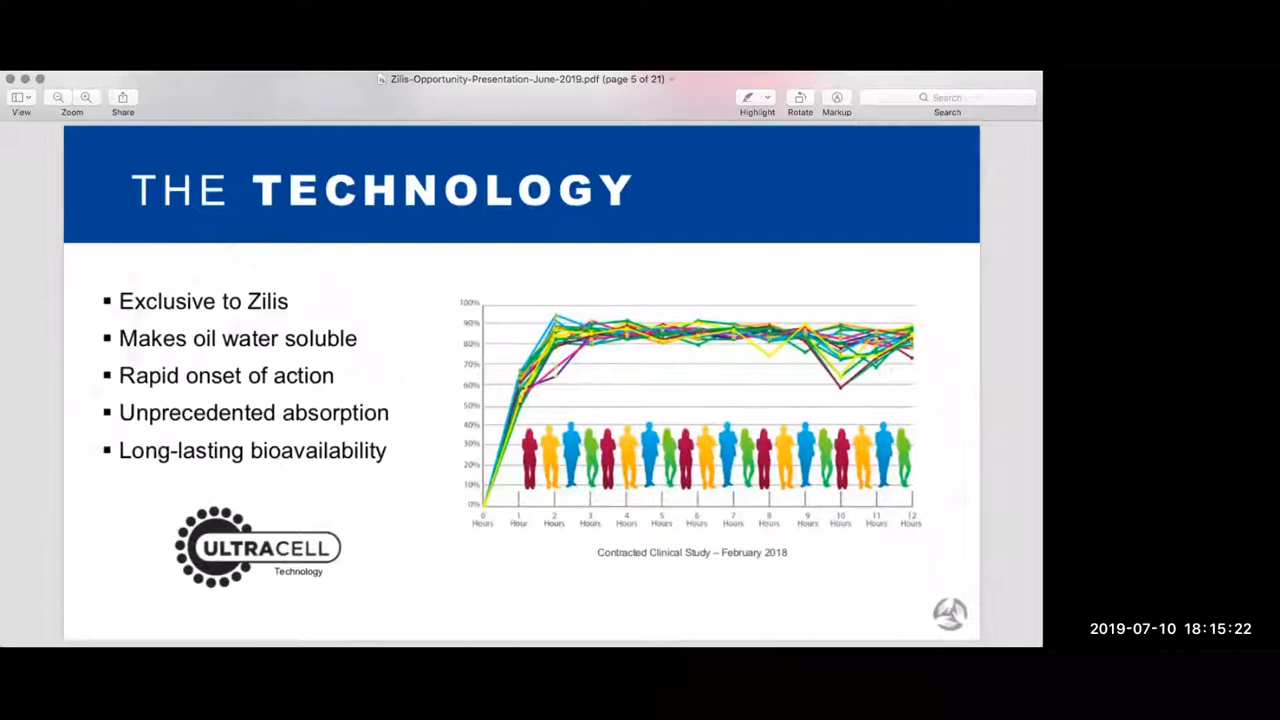 Zilis-Opportunity-Presentation-June-2019.pdf (page 5 of 21)
View
Zoom
Share
Highlight
Rotate
Markup
Search
Search
THE TECHNOLOGY
Exclusive to Zilis
Makes oil water soluble
Rapid onset of action
Unprecedented absorption
Long-lasting bioavailability
ULTRACELL
Technology
100%
90%
80%
70%
60%
50%
40%
30%
20%
10%
0%
0 1 2 3 4 5 6 7 8 9 10 11 12
Hours Hour Hours Hours Hours Hours Hours Hours Hours Hours Hours Hours Hours
Contracted Clinical Study – February 2018
2019-07-10 18:15:22